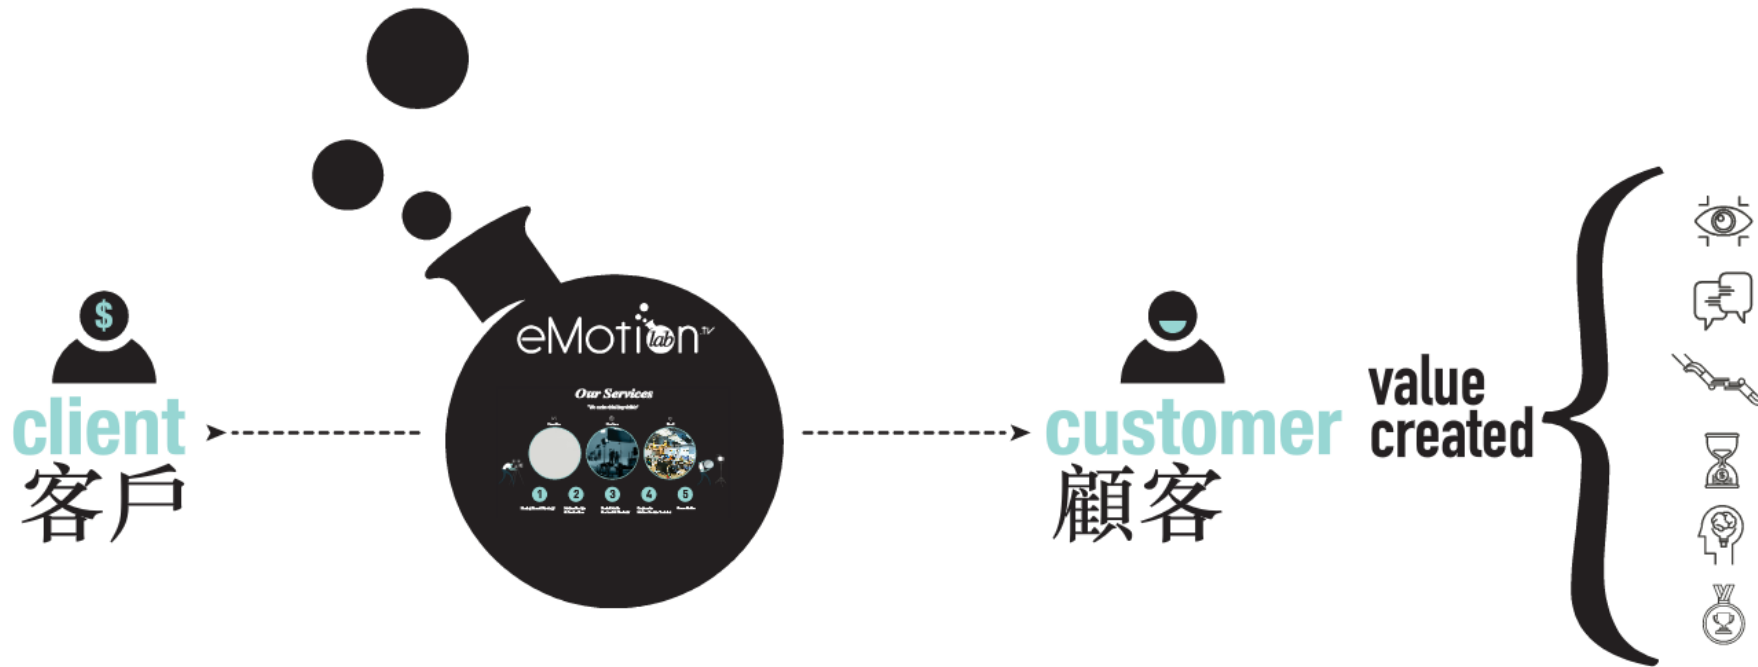 $
client
客戶
eMotion
lab
.TV
Our Services
1
2
3
4
5
customer
顧客
value
created